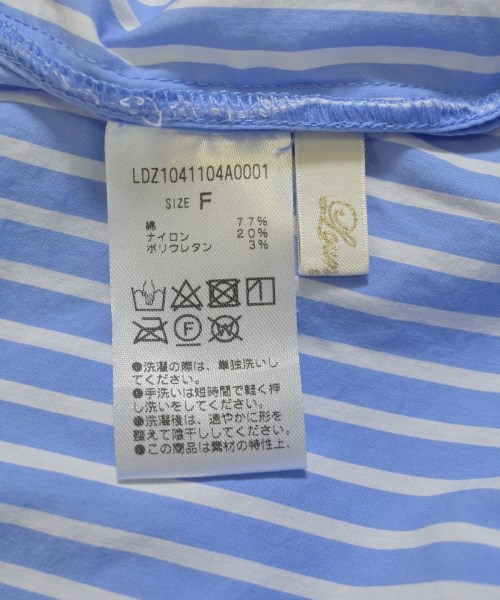 LDZ1041104A0001
SIZE F
綿 77%
ナイロン 20%
ポリウレタン 3%
F
W
●洗濯の際は、単独洗いし
てください。
●手洗いは短時間で軽く押
し洗いをしてください。
●洗濯後は、速やかに形を
整えて陰干ししてください。
●この商品は素材の特性上、